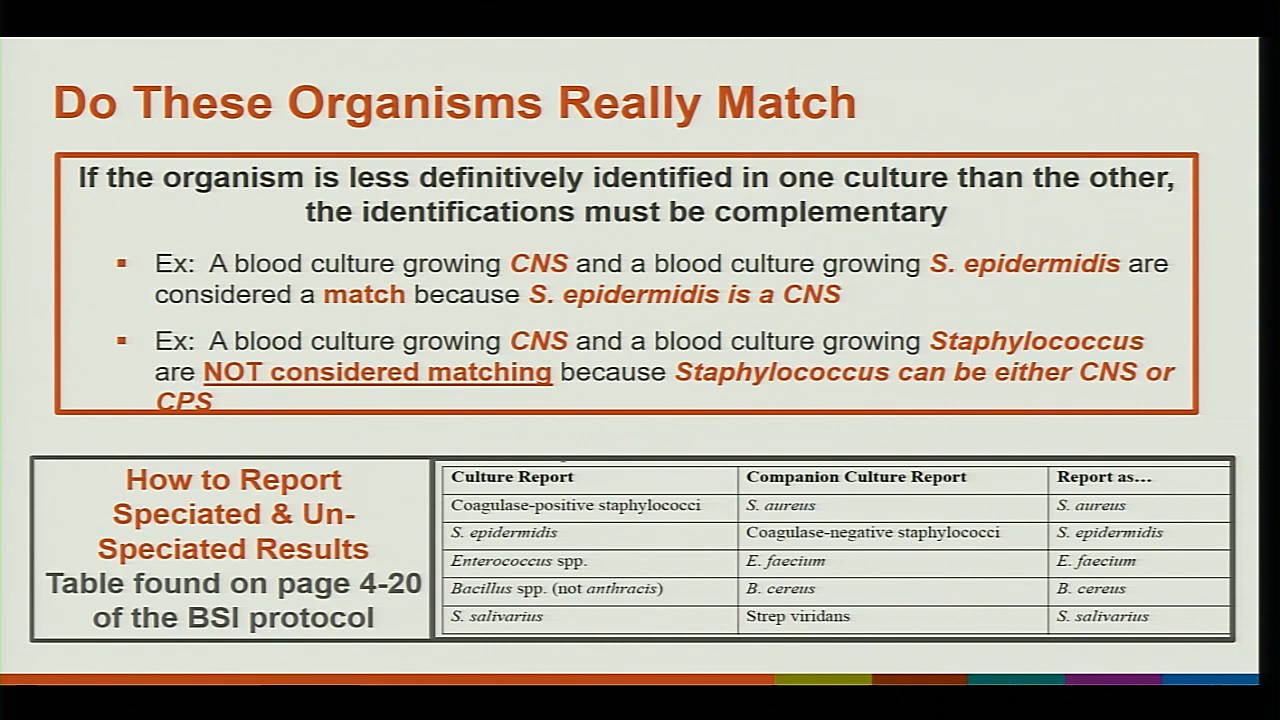 Do These Organisms Really Match
If the organism is less definitively identified in one culture than the other,
the identifications must be complementary
▪ Ex: A blood culture growing CNS and a blood culture growing S. epidermidis are
considered a match because S. epidermidis is a CNS
▪ Ex: A blood culture growing CNS and a blood culture growing Staphylococcus
are NOT considered matching because Staphylococcus can be either CNS or
CPS
How to Report
Speciated & Un-
Speciated Results
Table found on page 4-20
of the BSI protocol
Culture Report Companion Culture Report Report as…
Coagulase-positive staphylococci S. aureus S. aureus
S. epidermidis Coagulase-negative staphylococci S. epidermidis
Enterococcus spp. E. faecium E. faecium
Bacillus spp. (not anthracis) B. cereus B. cereus
S. salivarius Strep viridans S. salivarius